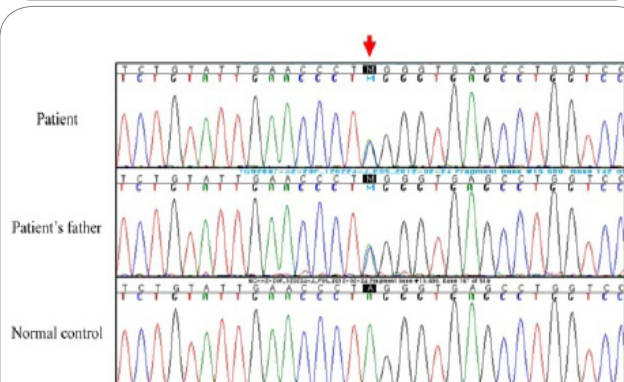 T C T G T A T T G A A C C C T M G G G T G A G C C T G G T C C
T C T G T A T T G A A C C C T M G G G T G A G C C T G G T C C
Patient
T C T G T A T T G A A C C C T M G G G T G A G C C T G G T C C
T C T G T A T T G A A C C C T M G G G T G A G C C T G G T C C
Patient's father
T C T G T A T T G A A C C C T A G G G T G A G C C T G G T C C
T C T G T A T T G A A C C C T A G G G T G A G C C T G G T C C
Normal control